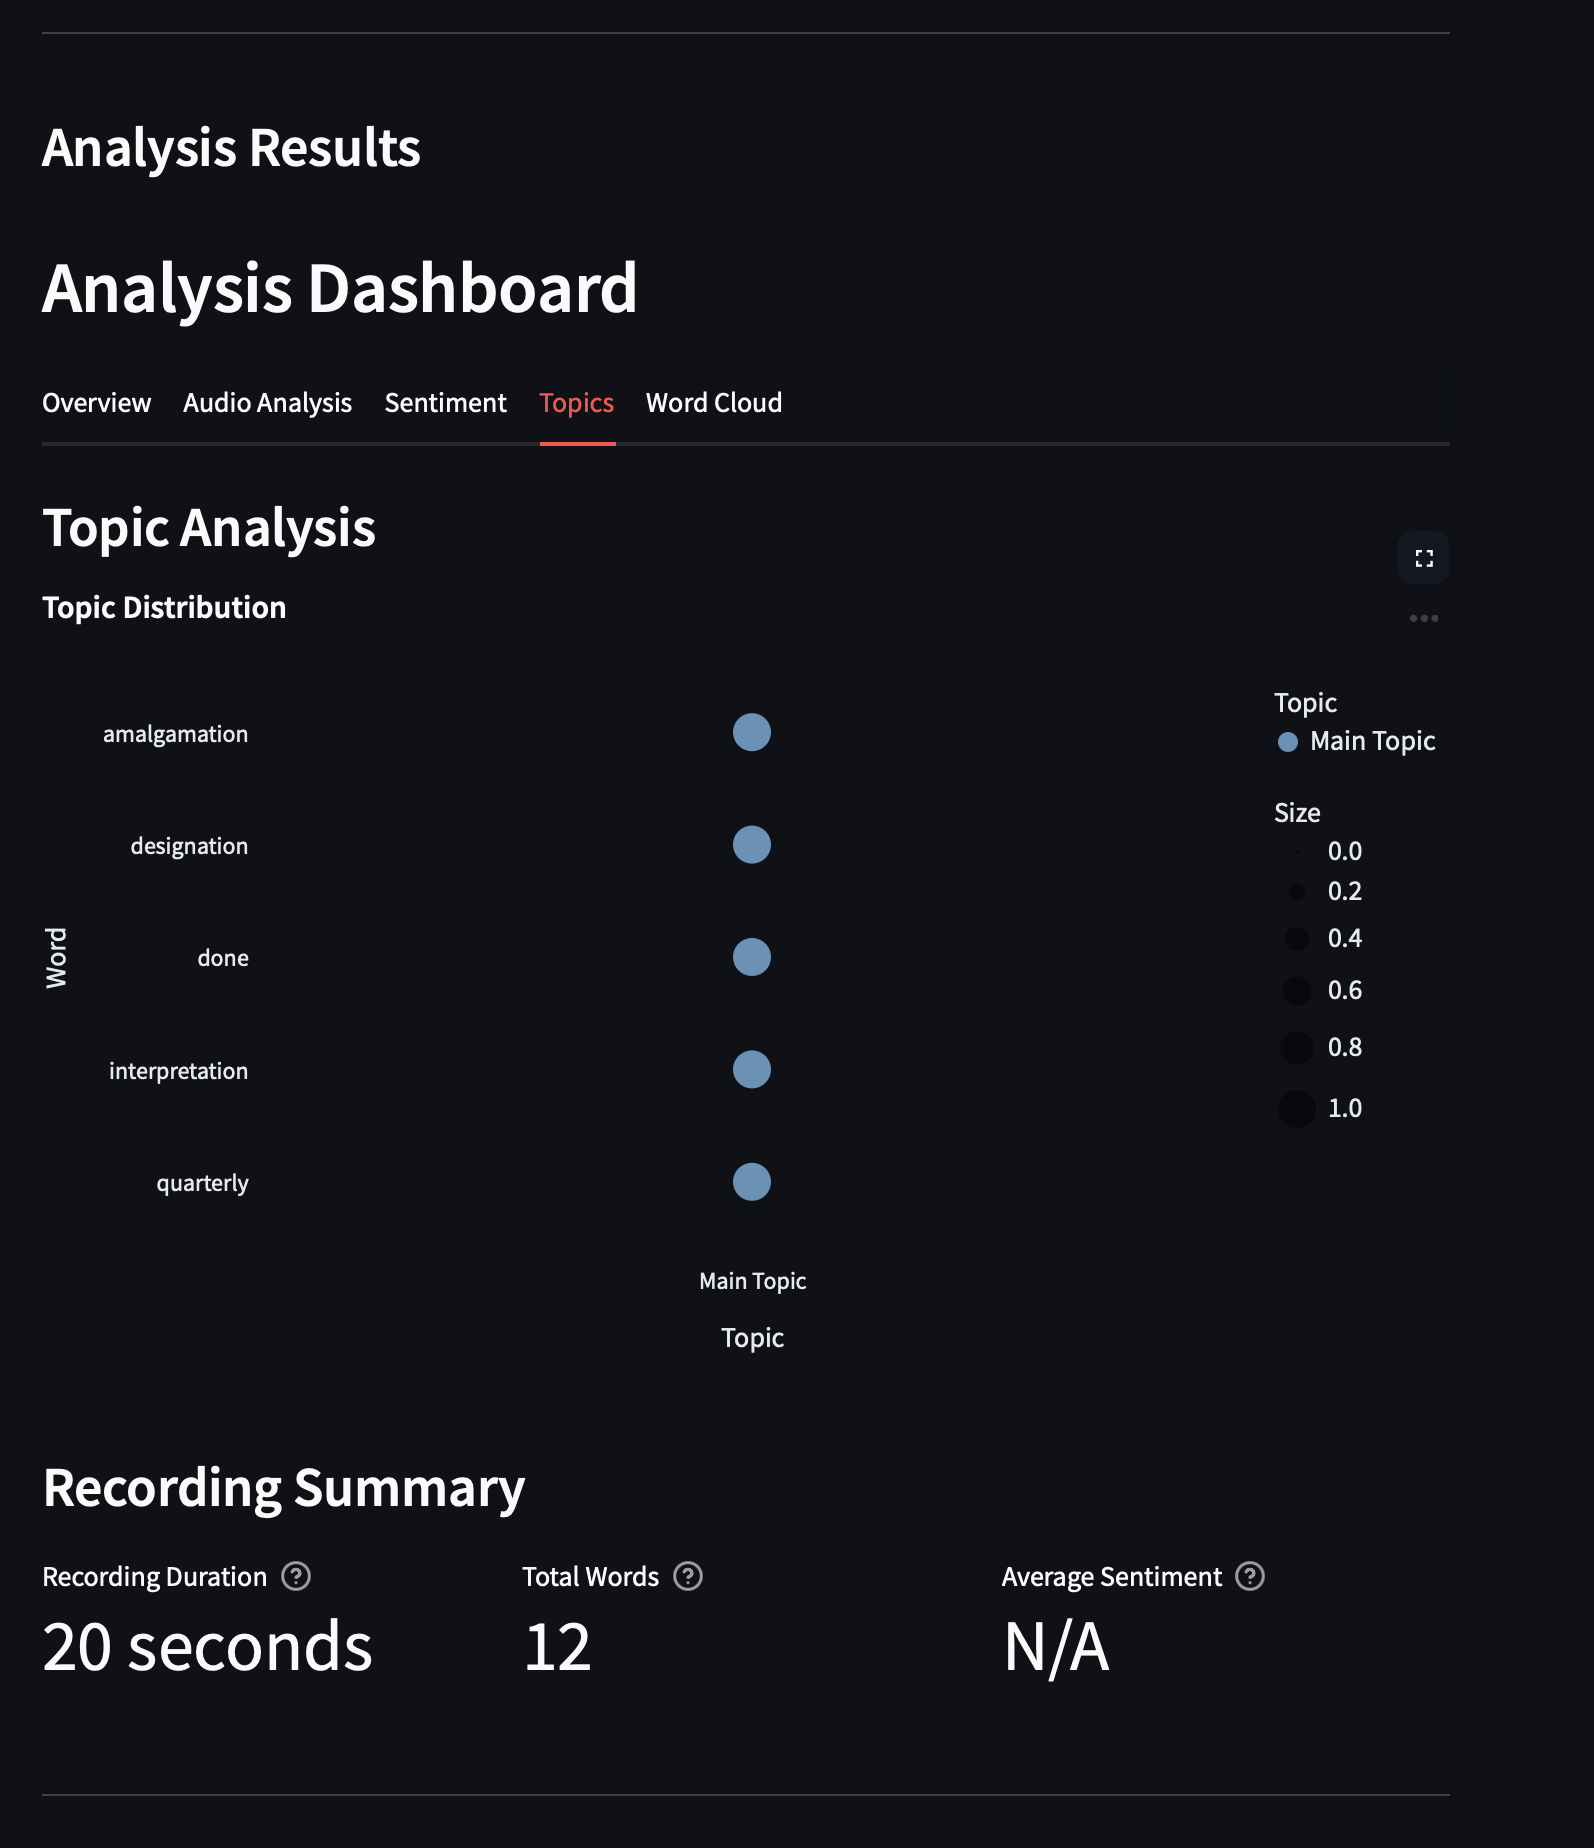 Analysis Results
Analysis Dashboard
Overview Audio Analysis Sentiment Topics Word Cloud
Topic Analysis
Topic Distribution
Word
amalgamation
designation
done
interpretation
quarterly
Main Topic
Topic
Topic
Main Topic
Size
0.0
0.2
0.4
0.6
0.8
1.0
Recording Summary
Recording Duration Total Words Average Sentiment
20 seconds 12 N/A